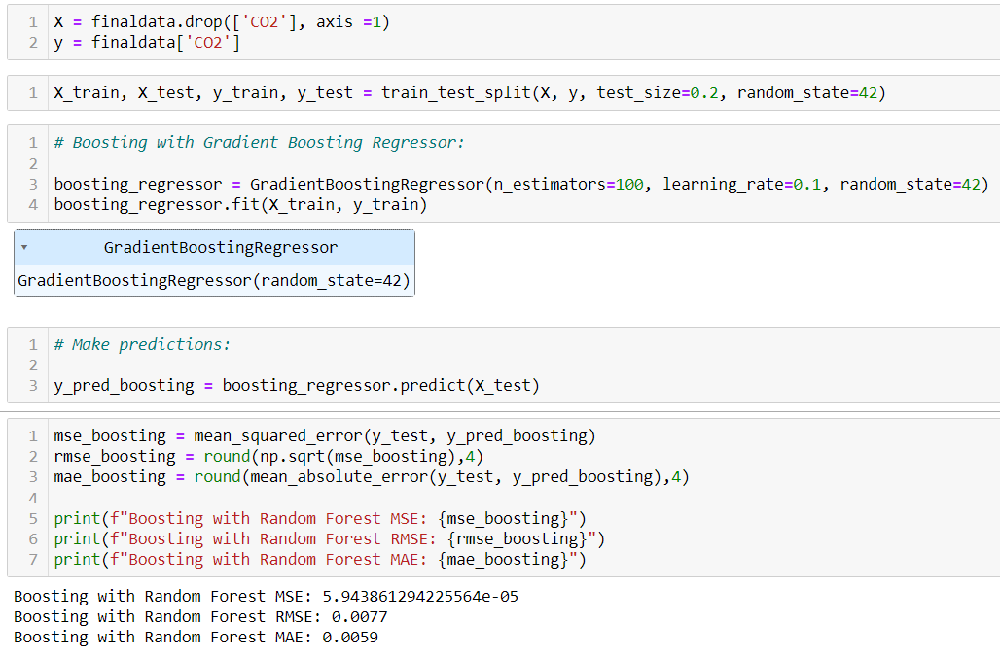 1 X = finaldata.drop(['CO2'], axis =1)
2 y = finaldata['CO2']
1 X_train, X_test, y_train, y_test = train_test_split(X, y, test_size=0.2, random_state=42)
1 # Boosting with Gradient Boosting Regressor:
2
3 boosting_regressor = GradientBoostingRegressor(n_estimators=100, learning_rate=0.1, random_state=42)
4 boosting_regressor.fit(X_train, y_train)
▾ GradientBoostingRegressor
GradientBoostingRegressor(random_state=42)
1 # Make predictions:
2
3 y_pred_boosting = boosting_regressor.predict(X_test)
1 mse_boosting = mean_squared_error(y_test, y_pred_boosting)
2 rmse_boosting = round(np.sqrt(mse_boosting),4)
3 mae_boosting = round(mean_absolute_error(y_test, y_pred_boosting),4)
4
5 print(f"Boosting with Random Forest MSE: {mse_boosting}")
6 print(f"Boosting with Random Forest RMSE: {rmse_boosting}")
7 print(f"Boosting with Random Forest MAE: {mae_boosting}")
Boosting with Random Forest MSE: 5.943861294225564e-05
Boosting with Random Forest RMSE: 0.0077
Boosting with Random Forest MAE: 0.0059